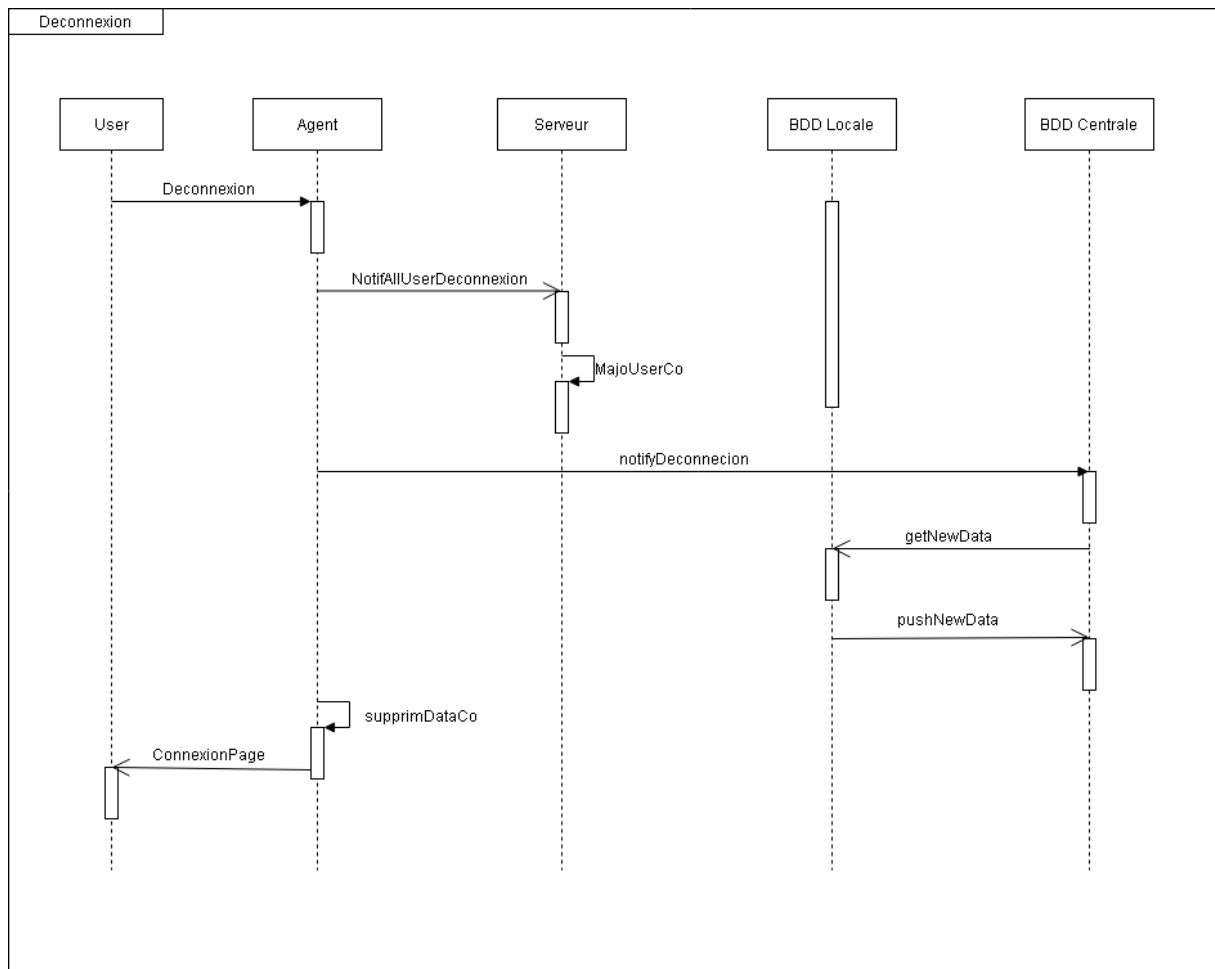 Deconnexion
User
Agent
Serveur
BDD Locale
BDD Centrale
Deconnexion
NotifAllUserDeconnexion
MajoUserCo
notifyDeconnecion
getNewData
pushNewData
supprimDataCo
ConnexionPage